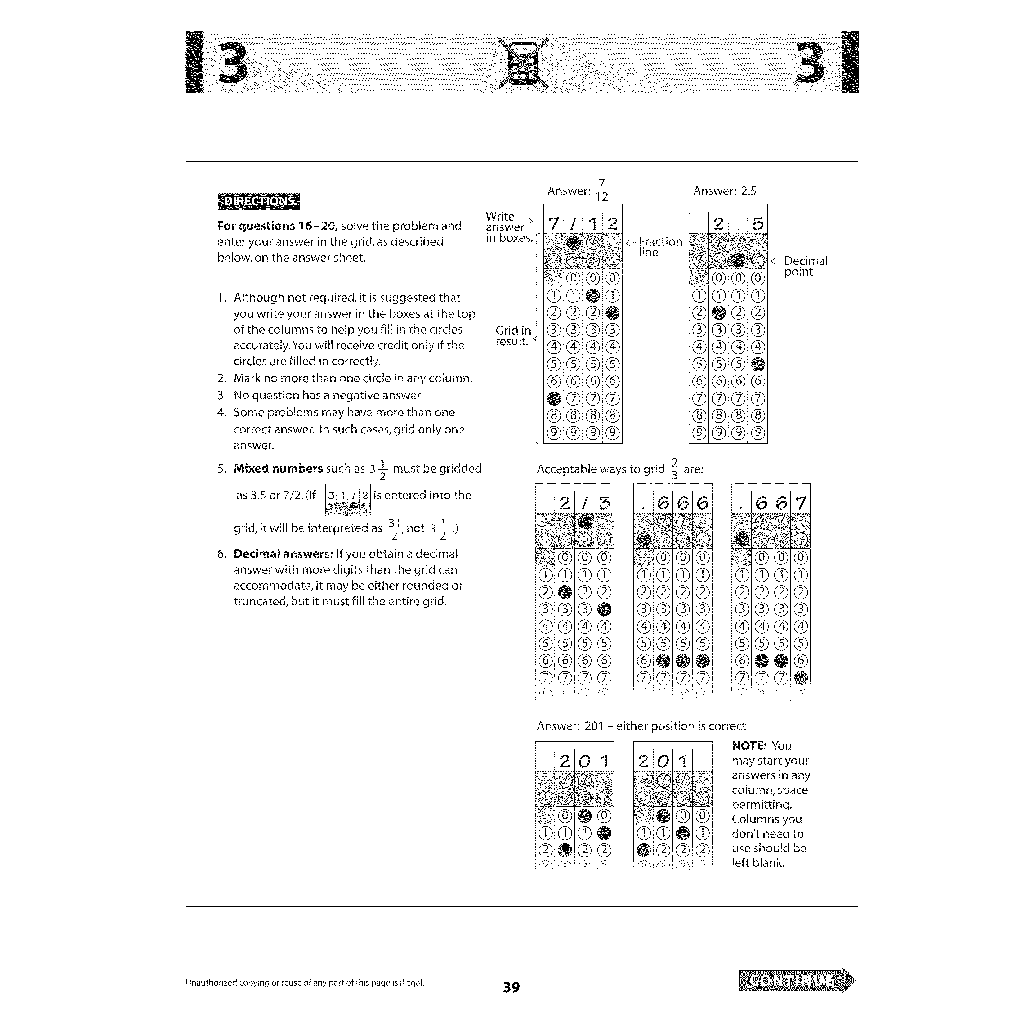 3 3
DIRECTIONS
For questions 16–20, solve the problem and
enter your answer in the grid, as described
below, on the answer sheet.
1. Although not required, it is suggested that
you write your answer in the boxes at the top
of the columns to help you fill in the circles
accurately. You will receive credit only if the
circles are filled in correctly.
2. Mark no more than one circle in any column.
3. No question has a negative answer.
4. Some problems may have more than one
correct answer. In such cases, grid only one
answer.
5. Mixed numbers such as 3 1/2 must be gridded
as 3.5 or 7/2. (If 3 1 / 2 is entered into the
grid, it will be interpreted as 31/2, not 3 1/2.)
6. Decimal answers: If you obtain a decimal
answer with more digits than the grid can
accommodate, it may be either rounded or
truncated, but it must fill the entire grid.
Answer: 7/12
Answer: 2.5
Write
answer
in boxes.
7 / 1 2
Fraction
line
2 . 5
Decimal
point
Grid in
result.
Acceptable ways to grid 2/3 are:
2 / 3
. 6 6 6
. 6 6 7
Answer: 201 – either position is correct
2 0 1
2 0 1
NOTE: You
may start your
answers in any
column, space
permitting.
Columns you
don't need to
use should be
left blank.
Unauthorized copying or reuse of any part of this page is illegal.
39
CONTINUE